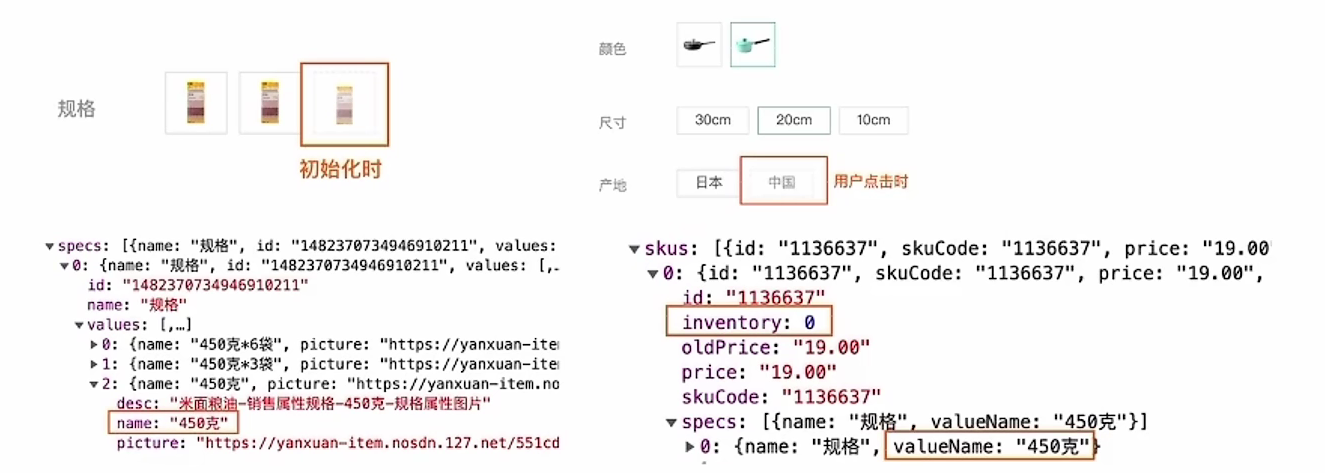 规格
初始化时
颜色
尺寸
30cm
20cm
10cm
产地
日本
中国
用户点击时
▼specs: [{name: "规格", id: "1482370734946910211", values:
▼0: {name: "规格", id: "1482370734946910211", values: [,…
id: "1482370734946910211"
name: "规格"
▼values: [,…]
▶0: {name: "450克*6袋", picture: "https://yanxuan-item
▶1: {name: "450克*3袋", picture: "https://yanxuan-item
▼2: {name: "450克", picture: "https://yanxuan-item.no
desc: "米面粮油-销售属性规格-450克-规格属性图片"
name: "450克"
picture: "https://yanxuan-item.nosdn.127.net/551cd
▼skus: [{id: "1136637", skuCode: "1136637", price: "19.00
▼0: {id: "1136637", skuCode: "1136637", price: "19.00",
id: "1136637"
inventory: 0
oldPrice: "19.00"
price: "19.00"
skuCode: "1136637"
▼specs: [{name: "规格", valueName: "450克"}]
▶0: {name: "规格", valueName: "450克"}